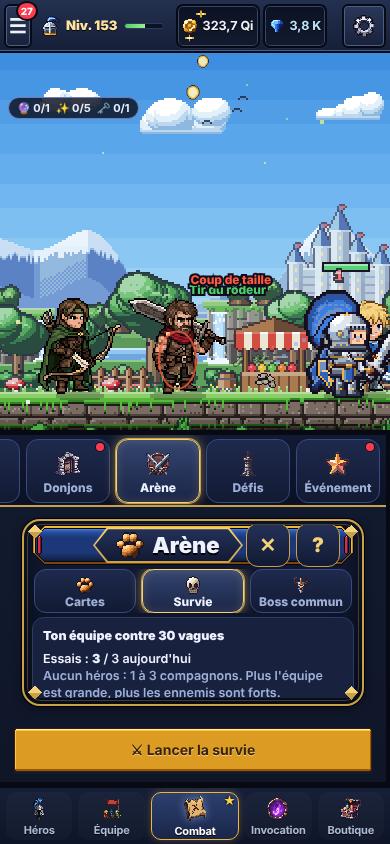 27
Niv. 153
323,7 Qi
3,8 K
0/1 0/5 0/1
Coup de taille
Tir du rôdeur
1
Donjons
Arène
Défis
Événement
Arène
×
?
Cartes
Survie
Boss commun
Ton équipe contre 30 vagues
Essais : 3 / 3 aujourd'hui
Aucun héros : 1 à 3 compagnons. Plus l'équipe
est grande, plus les ennemis sont forts.
⚔ Lancer la survie
Héros
Équipe
Combat
Invocation
Boutique